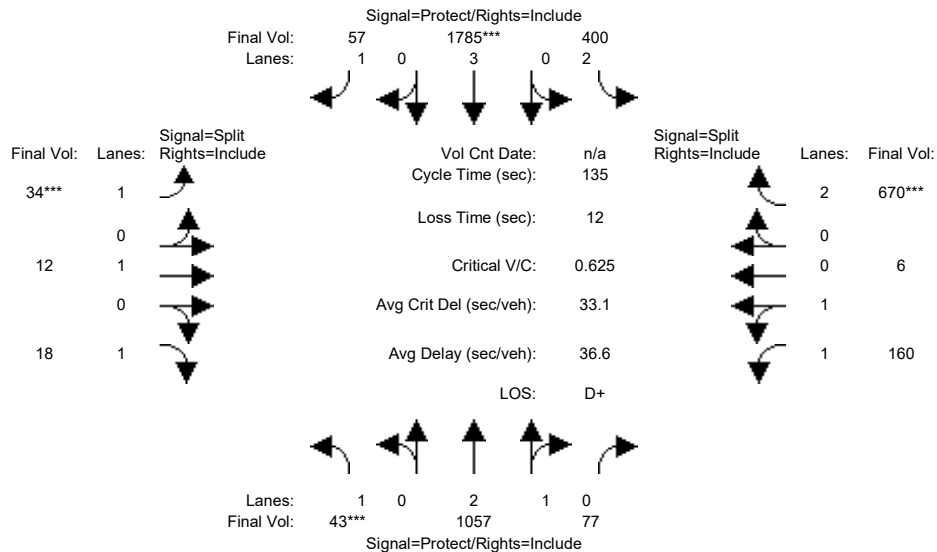 Signal=Protect/Rights=Include
Final Vol: 57 1785*** 400
Lanes: 1 0 3 0 2
Signal=Split Signal=Split
Final Vol: Lanes: Rights=Include Vol Cnt Date: n/a Rights=Include Lanes: Final Vol:
Cycle Time (sec): 135
34*** 1 2 670***
Loss Time (sec): 12
0 0
12 1 Critical V/C: 0.625 0 6
0 Avg Crit Del (sec/veh): 33.1 1
18 1 Avg Delay (sec/veh): 36.6 1 160
LOS: D+
Lanes: 1 0 2 1 0
Final Vol: 43*** 1057 77
Signal=Protect/Rights=Include